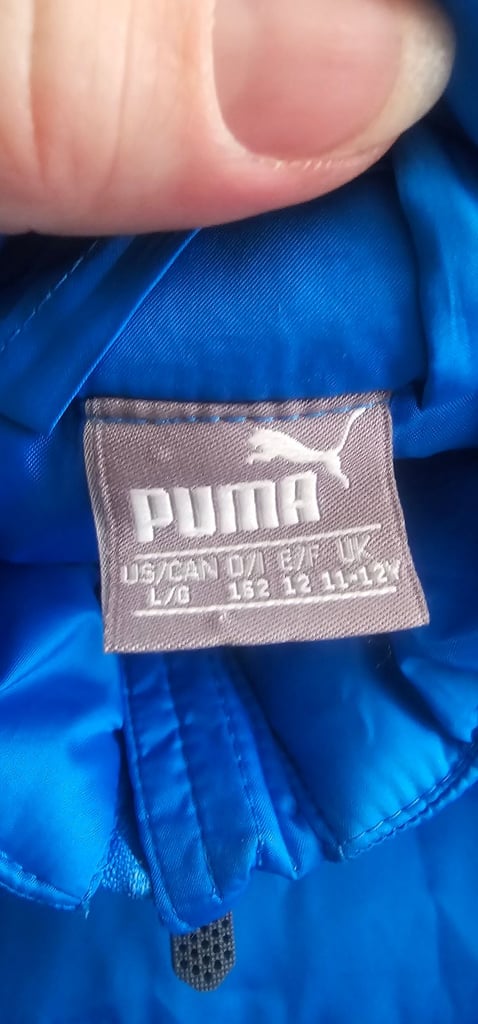 PUMA
US/CAN D/I E/F UK
L/G 152 12 11-12Y